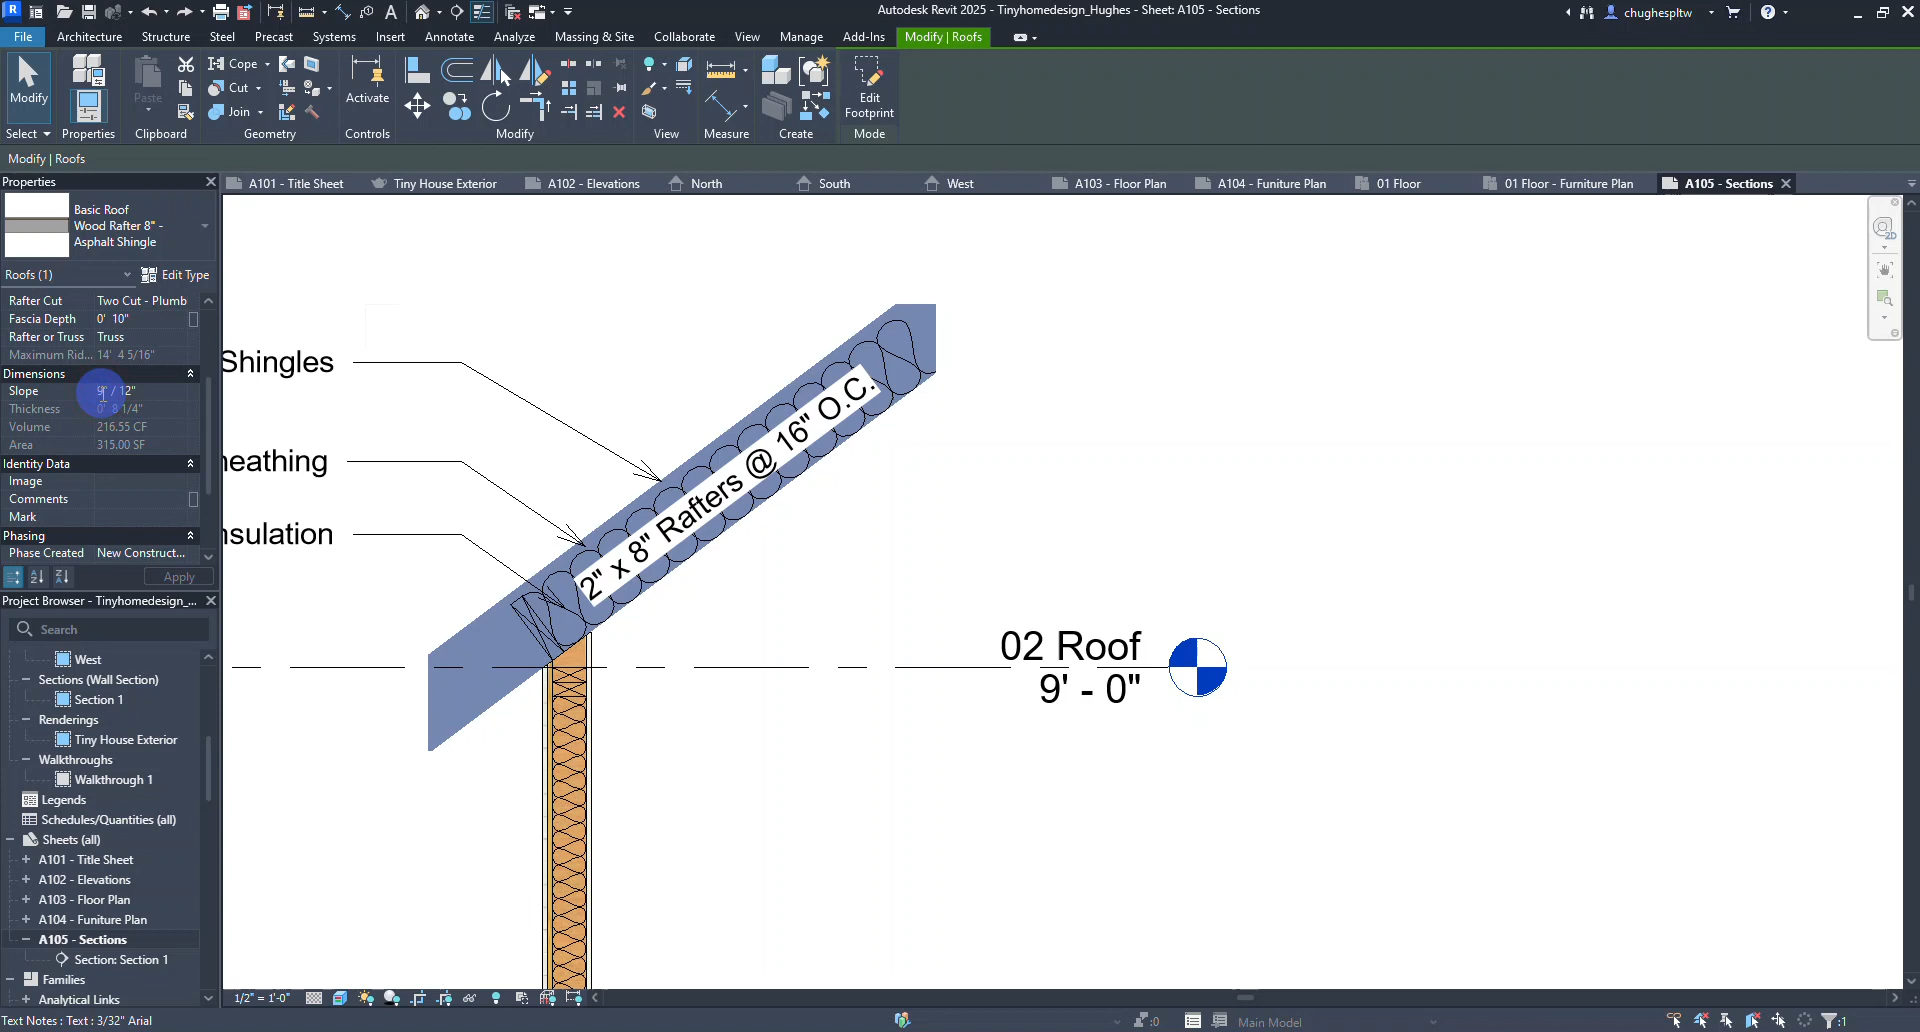 Autodesk Revit 2025 - Tinyhomedesign_Hughes - Sheet: A105 - Sections
chughespltw
File Architecture Structure Steel Precast Systems Insert Annotate Analyze Massing & Site Collaborate View Manage Add-Ins Modify | Roofs
Modify Paste Cope Cut Join Activate Edit Footprint
Select Properties Clipboard Geometry Controls Modify View Measure Create Mode
Modify | Roofs
Properties
A101 - Title Sheet Tiny House Exterior A102 - Elevations North South West A103 - Floor Plan A104 - Funiture Plan 01 Floor 01 Floor - Furniture Plan A105 - Sections
Basic Roof
Wood Rafter 8" -
Asphalt Shingle
Roofs (1) Edit Type
Rafter Cut Two Cut - Plumb
Fascia Depth 0' 10"
Rafter or Truss Truss
Maximum Rid... 14' 4 5/16"
Dimensions
Slope 9" / 12"
Thickness 0' 8 1/4"
Volume 216.55 CF
Area 315.00 SF
Identity Data
Image
Comments
Mark
Phasing
Phase Created New Construct...
Apply
Project Browser - Tinyhomedesign_...
Search
West
Sections (Wall Section)
Section 1
Renderings
Tiny House Exterior
Walkthroughs
Walkthrough 1
Legends
Schedules/Quantities (all)
Sheets (all)
A101 - Title Sheet
A102 - Elevations
A103 - Floor Plan
A104 - Funiture Plan
A105 - Sections
Section: Section 1
Families
Analytical Links
Shingles
heathing
nsulation
2" x 8" Rafters @ 16" O.C.
02 Roof
9' - 0"
2D
1/2" = 1'-0"
Text Notes : Text : 3/32" Arial
:0
Main Model
:1